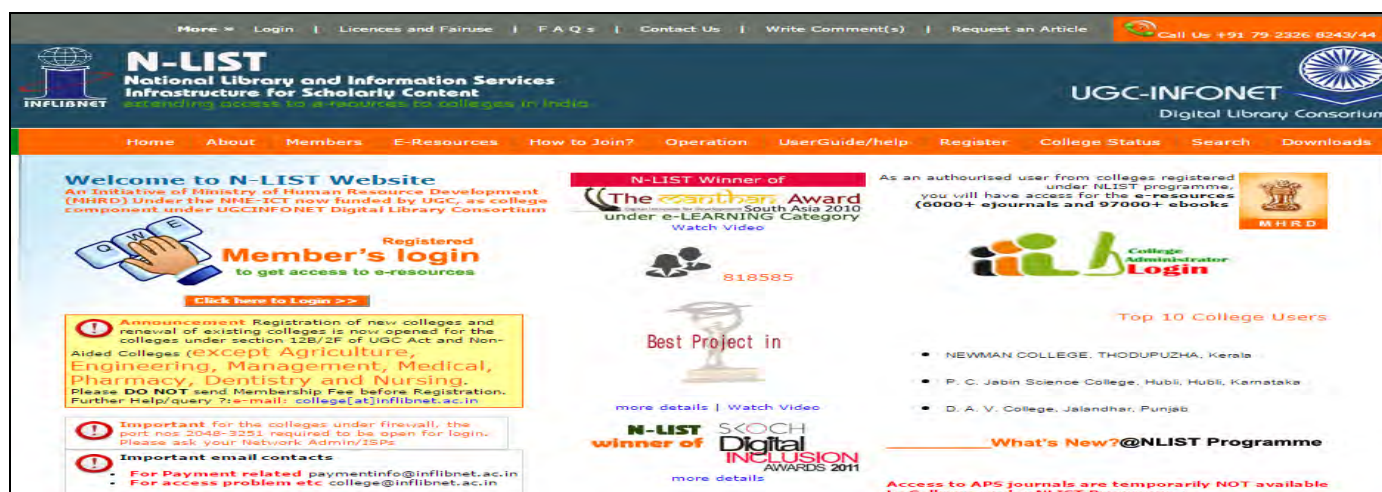 More Login | Licences and Fairuse | F A Q s | Contact Us | Write Comment(s) | Request an Article
Call Us +91 79 2326 8243/44
INFLIBNET
N-LIST
National Library and Information Services
Infrastructure for Scholarly Content
extending access to e-resources to colleges in India
UGC-INFONET
Digital Library Consortium
Home About Members E-Resources How to Join? Operation UserGuide/help Register College Status Search Downloads
Welcome to N-LIST Website
An Initiative of Ministry of Human Resource Development
(MHRD) Under the NME-ICT now funded by UGC, as college
component under UGCINFONET Digital Library Consortium
Q W E
Registered
Member's login
to get access to e-resources
Click here to Login >>
Announcement Registration of new colleges and
renewal of existing colleges is now opened for the
colleges under section 12B/2F of UGC Act and Non-
Aided Colleges (except Agriculture,
Engineering, Management, Medical,
Pharmacy, Dentistry and Nursing.
Please DO NOT send Membership Fee before Registration.
Further Help/query ?:e-mail: college[at]inflibnet.ac.in
Important for the colleges under firewall, the
port nos 2048-3251 required to be open for login.
Please ask your Network Admin/ISPs
Important email contacts
• For Payment related paymentinfo@inflibnet.ac.in
• For access problem etc college@inflibnet.ac.in
N-LIST Winner of
The manthan Award
South Asia 2010
under e-LEARNING Category
Watch Video
818585
Best Project in
more details | Watch Video
N-LIST
winner of
SKOCH
Digital
INCLUSION
AWARDS 2011
more details
As an authourised user from colleges registered
under NLIST programme,
you will have access for the e-resources
(6000+ ejournals and 97000+ ebooks
MHRD
College
Administrator
Login
Top 10 College Users
• NEWMAN COLLEGE, THODUPUZHA, Kerala
• P. C. Jabin Science College, Hubli, Hubli, Karnataka
• D. A. V. College, Jalandhar, Punjab
What's New?@NLIST Programme
Access to APS journals are temporarily NOT available